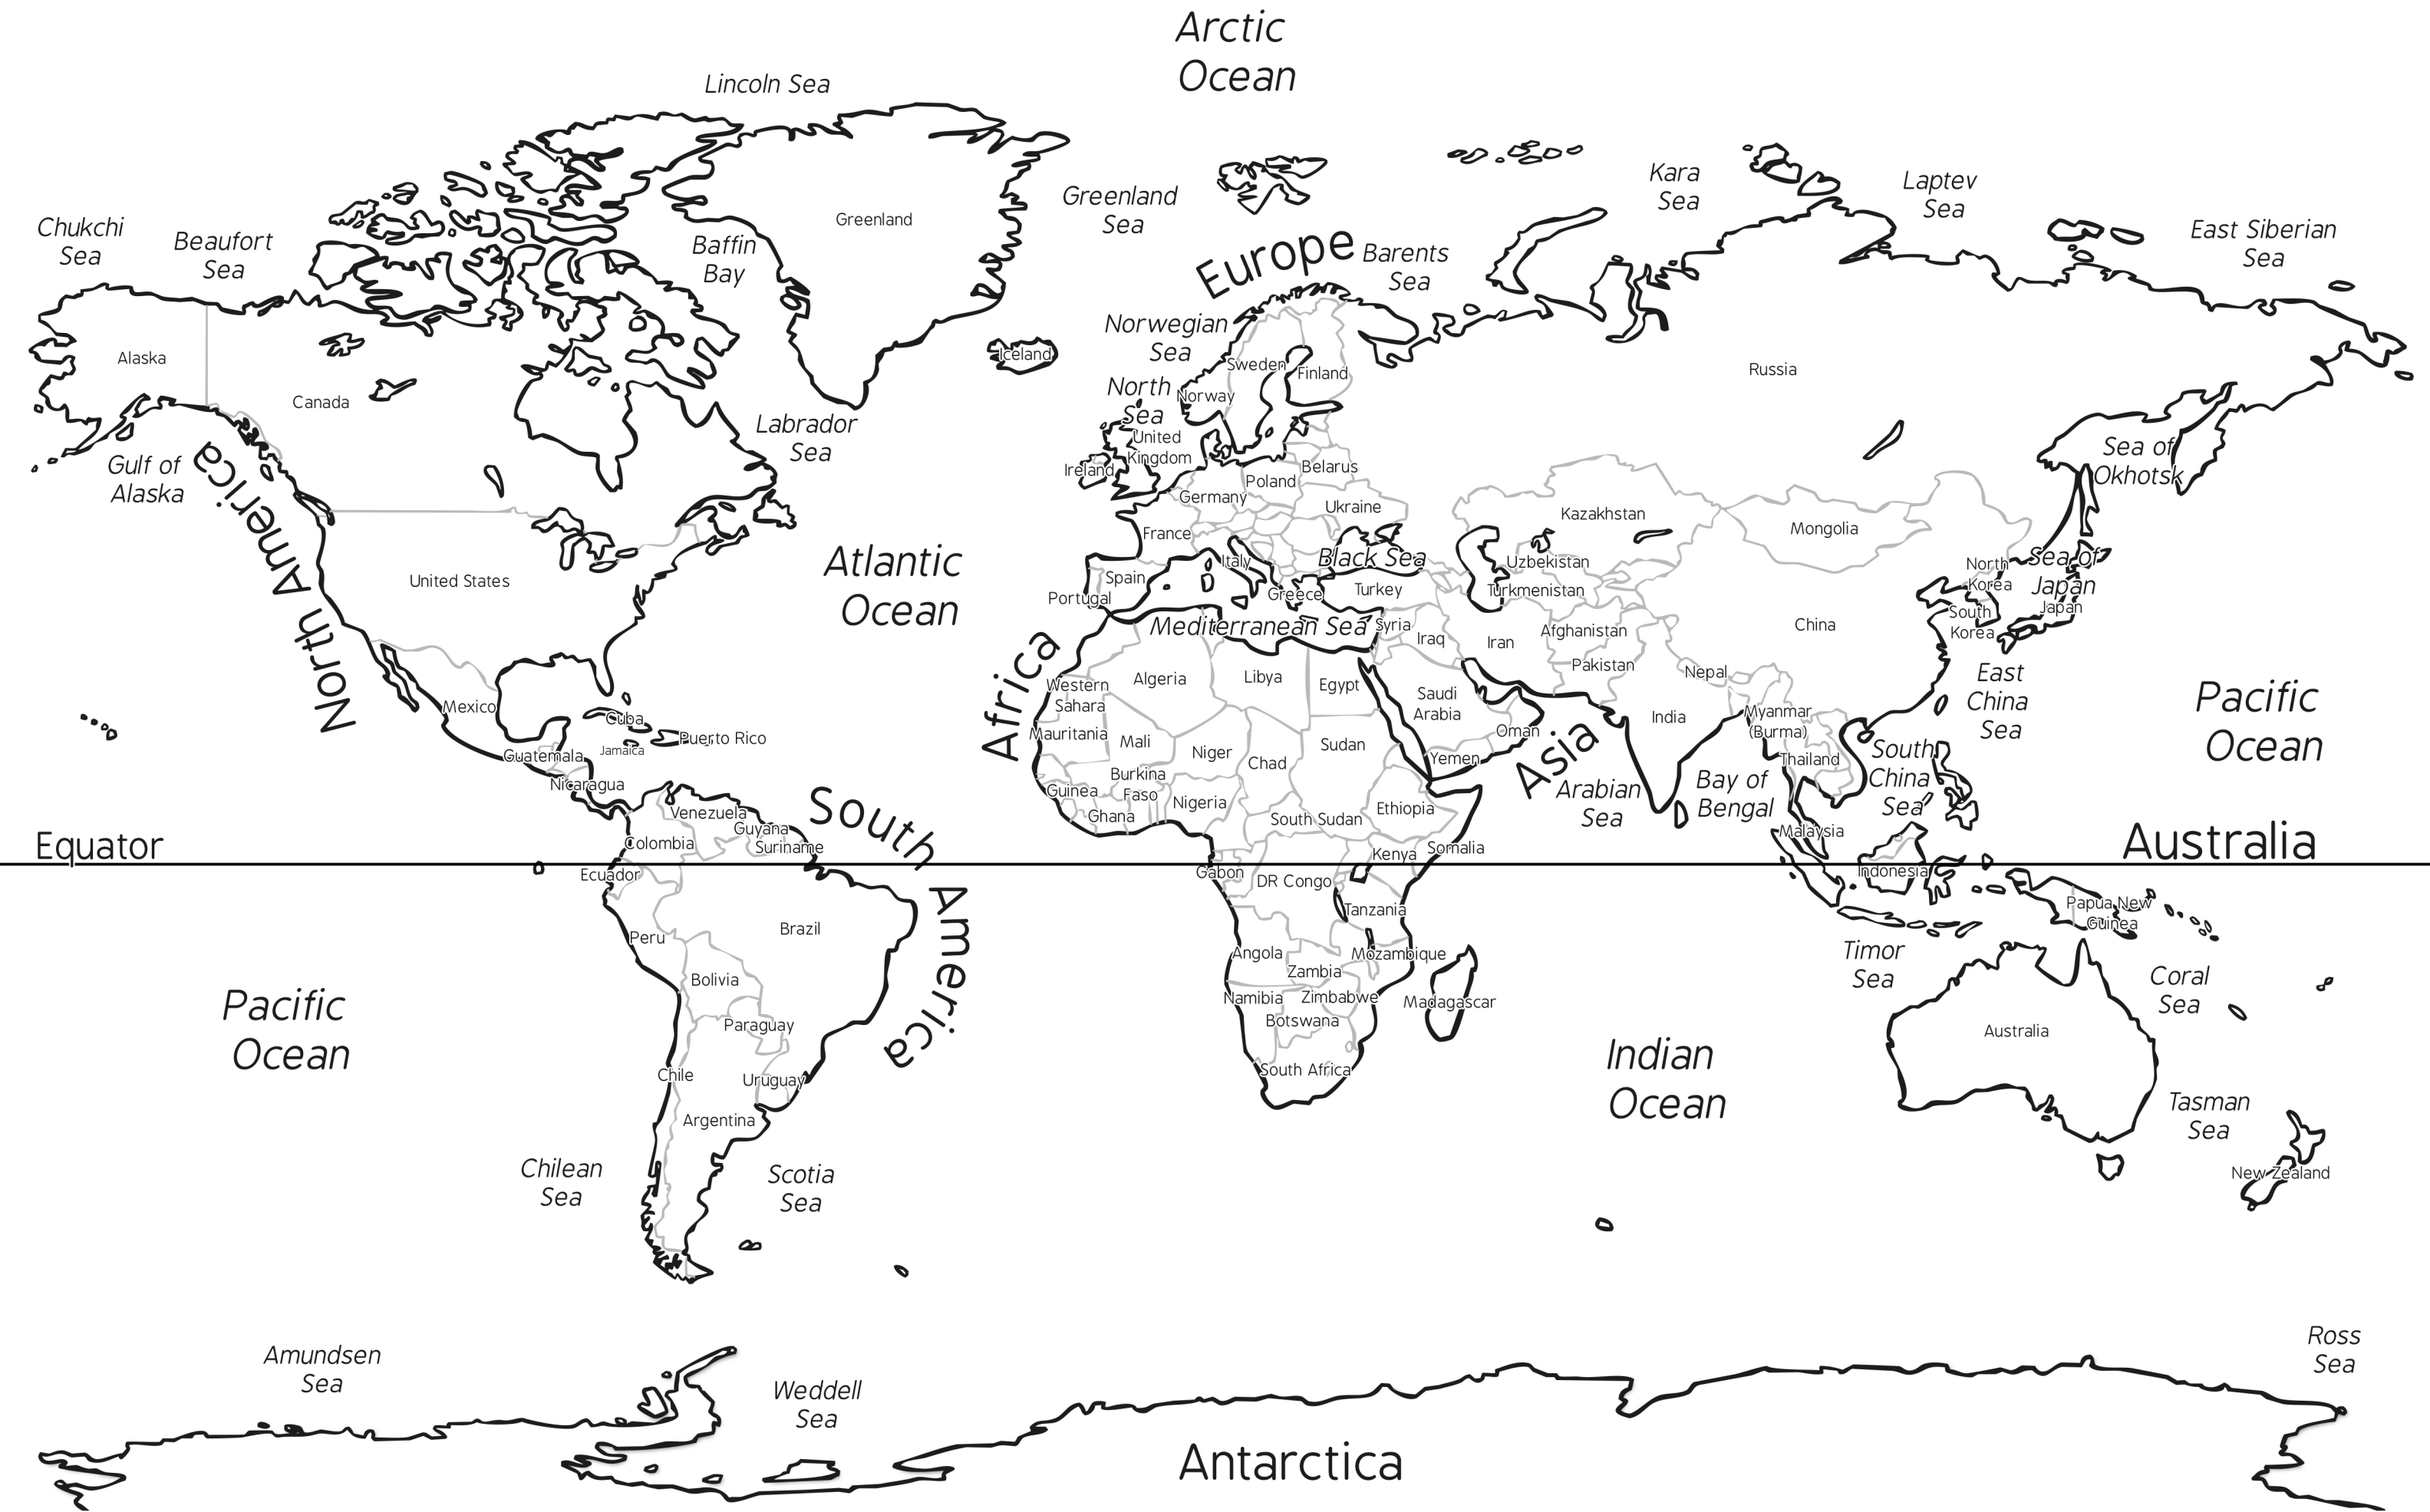 Arctic
Ocean
Lincoln Sea
Greenland
Greenland
Sea
Kara
Sea
Laptev
Sea
East Siberian
Sea
Chukchi
Sea
Beaufort
Sea
Baffin
Bay
Europe
Barents
Sea
Norwegian
Sea
Iceland
Alaska
Canada
Russia
Sweden
Finland
Norway
North
Sea
United
Kingdom
Ireland
Labrador
Sea
Gulf of
Alaska
North America
Sea of
Okhotsk
Belarus
Poland
Germany
Ukraine
France
Kazakhstan
Mongolia
Atlantic
Ocean
United States
Italy
Black Sea
Uzbekistan
Turkmenistan
North
Korea
Sea of
Japan
Japan
South
Korea
Spain
Portugal
Greece
Turkey
Mediterranean Sea
Syria
Iraq
Iran
Afghanistan
Pakistan
China
Nepal
East
China
Sea
Pacific
Ocean
Africa
Western
Sahara
Algeria
Libya
Egypt
Saudi
Arabia
Oman
Yemen
Asia
India
Myanmar
(Burma)
Thailand
South
China
Sea
Arabian
Sea
Bay of
Bengal
Mexico
Cuba
Jamaica
Puerto Rico
Guatemala
Nicaragua
Mauritania
Mali
Niger
Chad
Sudan
Burkina
Faso
Guinea
Ghana
Nigeria
South Sudan
Ethiopia
Somalia
Kenya
Malaysia
Indonesia
Australia
Equator
South America
Venezuela
Guyana
Suriname
Colombia
Ecuador
Gabon
DR Congo
Tanzania
Papua New
Guinea
Peru
Brazil
Bolivia
Paraguay
Chile
Uruguay
Argentina
Angola
Zambia
Mozambique
Namibia
Zimbabwe
Botswana
Madagascar
South Africa
Timor
Sea
Coral
Sea
Australia
Pacific
Ocean
Indian
Ocean
Tasman
Sea
New Zealand
Chilean
Sea
Scotia
Sea
Amundsen
Sea
Weddell
Sea
Ross
Sea
Antarctica